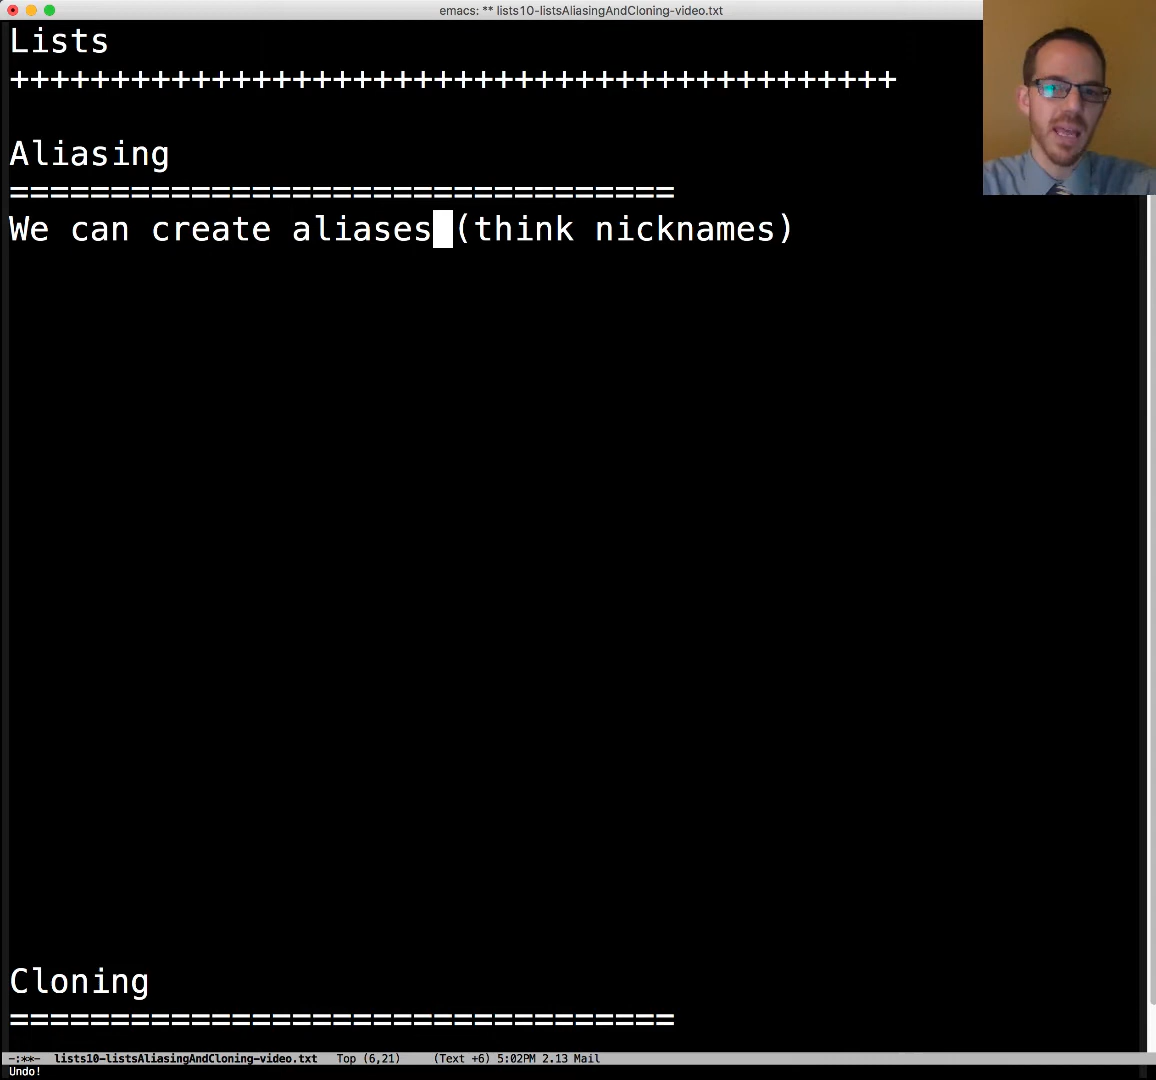 emacs: ** lists10-listsAliasingAndCloning-video.txt
Lists
++++++++++++++++++++++++++++++++++++++++++++
Aliasing
=================================
We can create aliases (think nicknames)
Cloning
=================================
-:**- lists10-listsAliasingAndCloning-video.txt Top (6,21) (Text +6) 5:02PM 2.13 Mail
Undo!